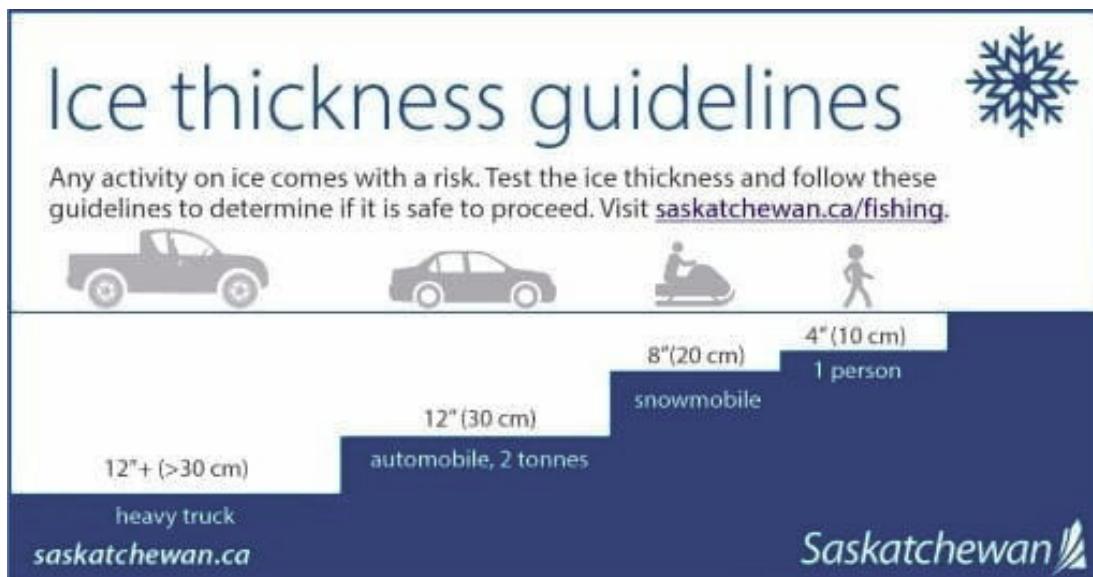 Ice thickness guidelines
Any activity on ice comes with a risk. Test the ice thickness and follow these
guidelines to determine if it is safe to proceed. Visit saskatchewan.ca/fishing.
4" (10 cm)
1 person
8"(20 cm)
snowmobile
12" (30 cm)
automobile, 2 tonnes
12"+ (>30 cm)
heavy truck
saskatchewan.ca
Saskatchewan